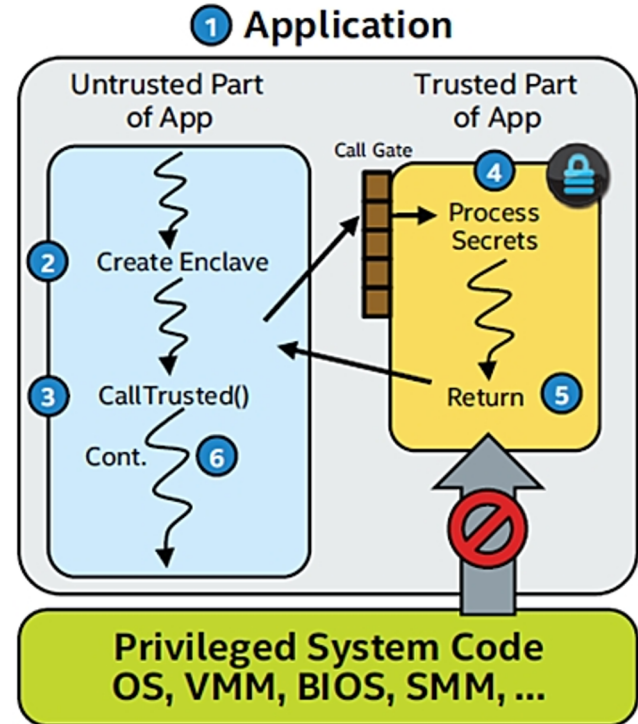 1 Application
Untrusted Part
of App
Trusted Part
of App
Call Gate
4
Process
Secrets
2 Create Enclave
3 CallTrusted()
Return 5
Cont. 6
Privileged System Code
OS, VMM, BIOS, SMM, ...